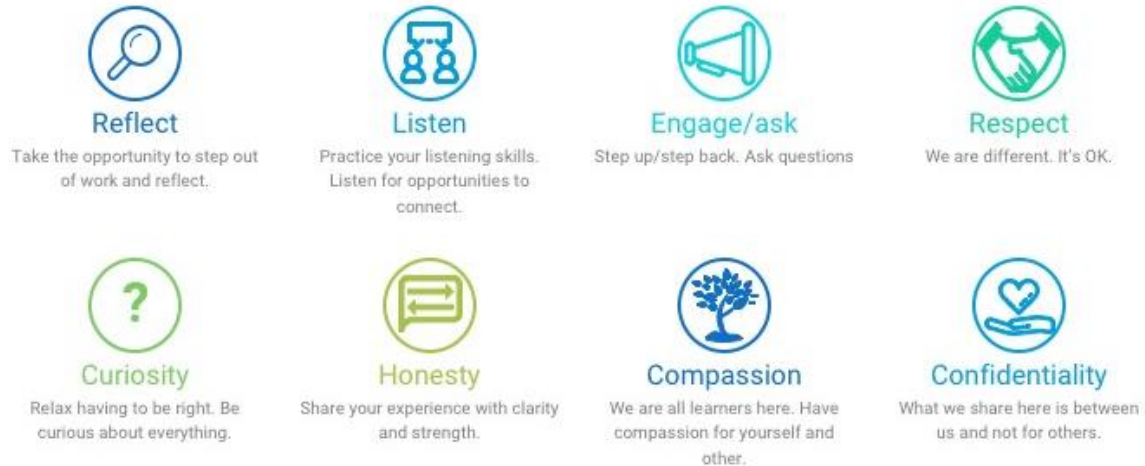 Reflect
Take the opportunity to step out
of work and reflect.
Listen
Practice your listening skills.
Listen for opportunities to
connect.
Engage/ask
Step up/step back. Ask questions
Respect
We are different. It's OK.
?
Curiosity
Relax having to be right. Be
curious about everything.
Honesty
Share your experience with clarity
and strength.
Compassion
We are all learners here. Have
compassion for yourself and
other.
Confidentiality
What we share here is between
us and not for others.